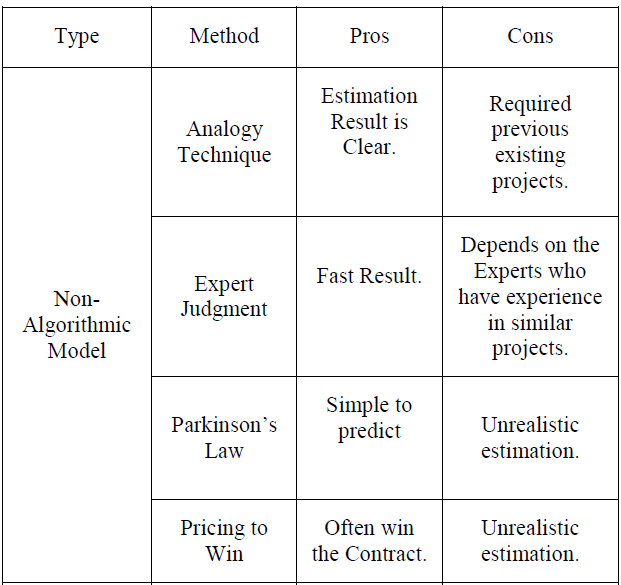 Type Method Pros Cons
Non-
Algorithmic
Model
Analogy
Technique
Estimation
Result is
Clear.
Required
previous
existing
projects.
Expert
Judgment
Fast Result.
Depends on the
Experts who
have experience
in similar
projects.
Parkinson’s
Law
Simple to
predict
Unrealistic
estimation.
Pricing to
Win
Often win
the Contract.
Unrealistic
estimation.